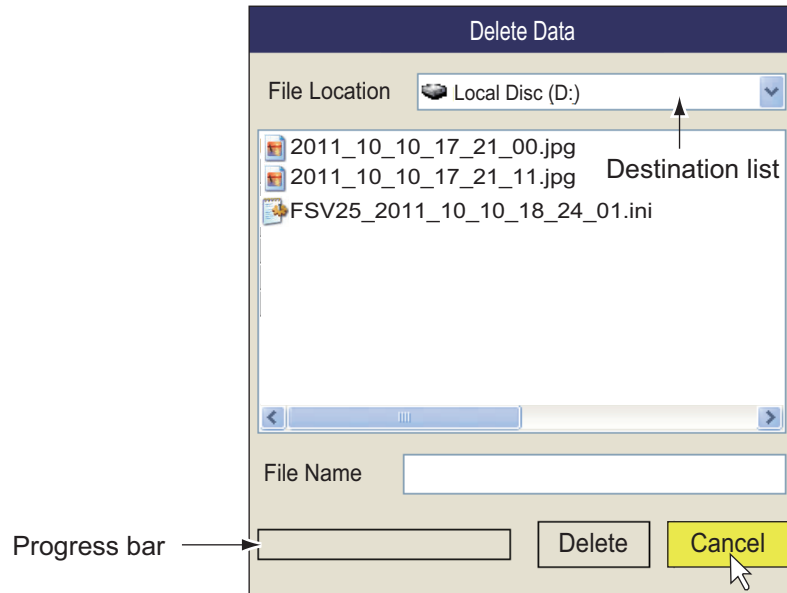 Delete Data
File Location
Local Disc (D:)
2011_10_10_17_21_00.jpg
2011_10_10_17_21_11.jpg
Destination list
FSV25_2011_10_10_18_24_01.ini
File Name
Progress bar
Delete
Cancel